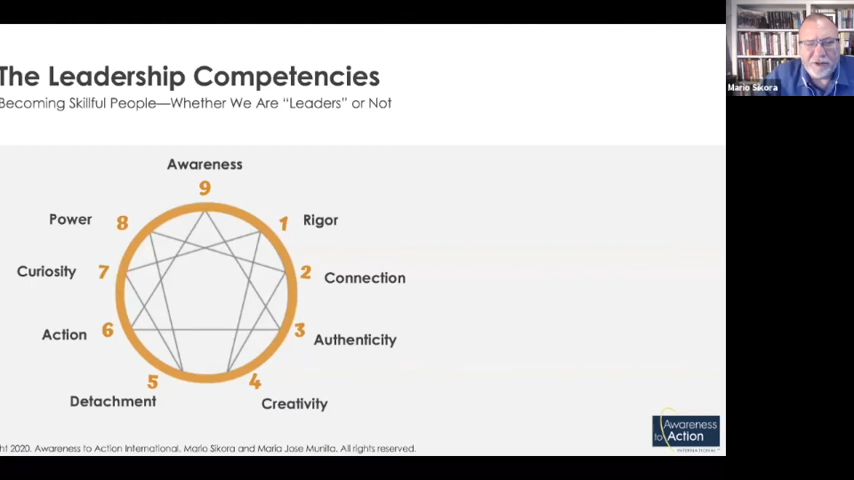 The Leadership Competencies
Becoming Skillful People—Whether We Are “Leaders” or Not
Mario Sikora
Awareness
9
Power 8
1 Rigor
Curiosity 7
2 Connection
Action 6
3 Authenticity
5
4
Detachment
Creativity
Awareness
to Action
INTERNATIONAL
ht 2020. Awareness to Action International, Mario Sikora and Maria Jose Munita. All rights reserved.